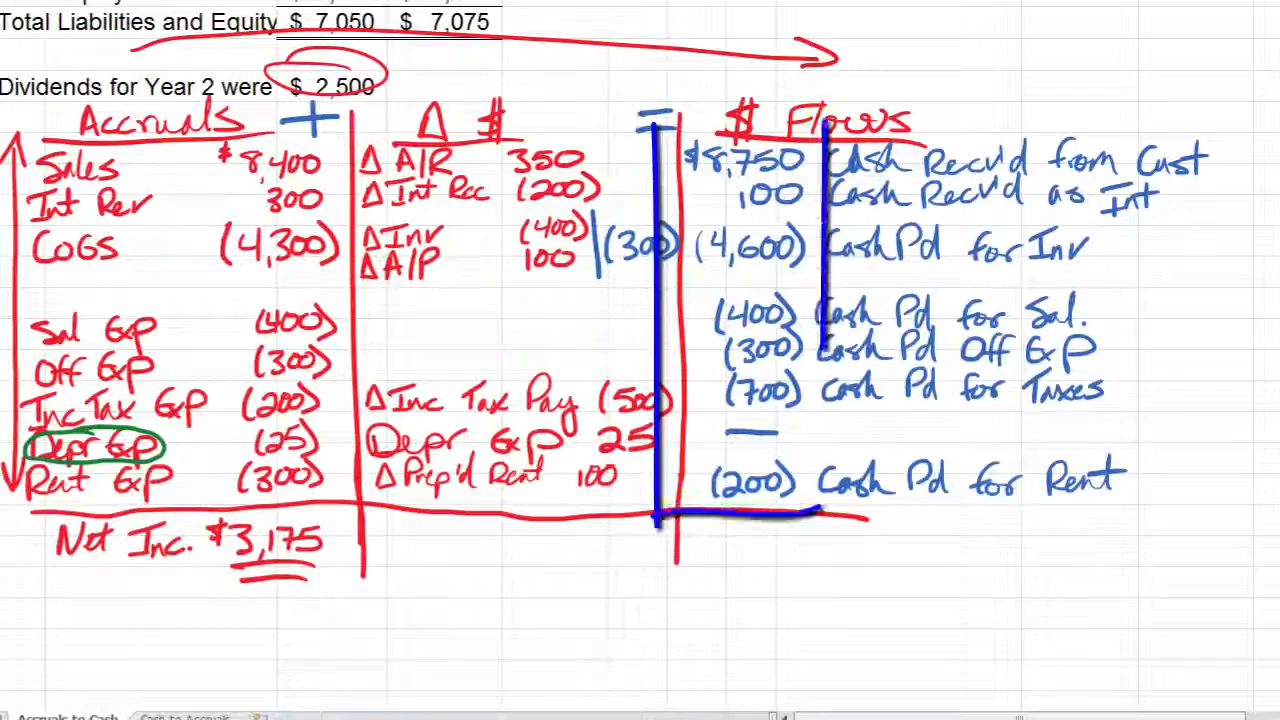 Total Liabilities and Equity $ 7,050 $ 7,075
Dividends for Year 2 were $ 2,500
Accruals + Δ $ = $ Flows
Sales $8,400 Δ A/R 350 $8,750 Cash Rec'd from Cust
Int Rev 300 Δ Int Rec (200) 100 Cash Rec'd as Int
COGS (4,300) Δ Inv (400) (300) (4,600) Cash Pd for Inv
Δ A/P 100
Sal Exp (400) (400) Cash Pd for Sal.
Off Exp (300) (300) Cash Pd Off Exp
Inc Tax Exp (200) Δ Inc Tax Pay (500) (700) Cash Pd for Taxes
Depr Exp (25) Depr Exp 25 —
Rent Exp (300) Δ Prep'd Rent 100 (200) Cash Pd for Rent
Net Inc. $3,175